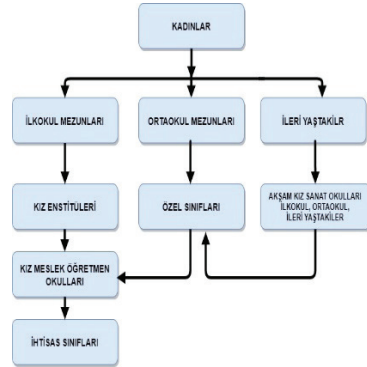 KADINLAR
İLKOKUL MEZUNLARI
ORTAOKUL MEZUNLARI
İLERİ YAŞTAKİLR
KIZ ENSTİTÜLERİ
ÖZEL SINIFLARI
AKŞAM KIZ SANAT OKULLARI
İLKOKUL, ORTAOKUL,
İLERİ YAŞTAKİLER
KIZ MESLEK ÖĞRETMEN
OKULLARI
İHTİSAS SINIFLARI